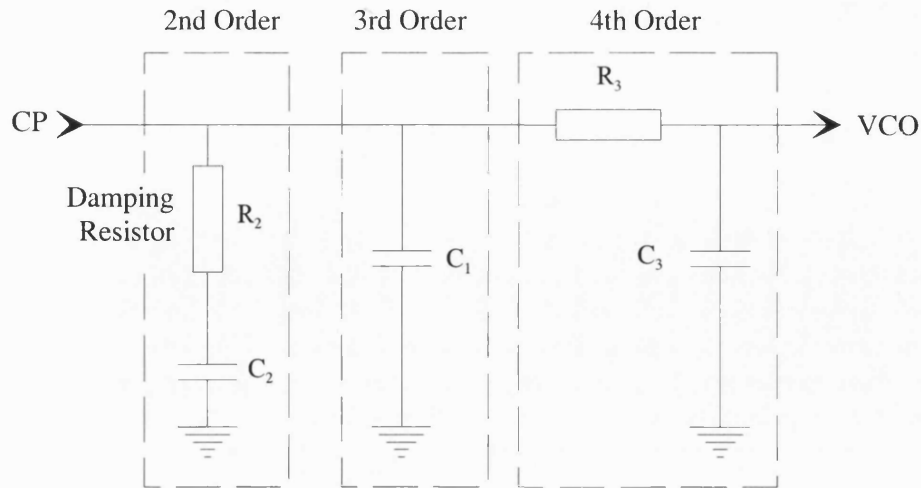 2nd Order
3rd Order
4th Order
R₃
CP
VCO
Damping
Resistor
R₂
C₁
C₃
C₂